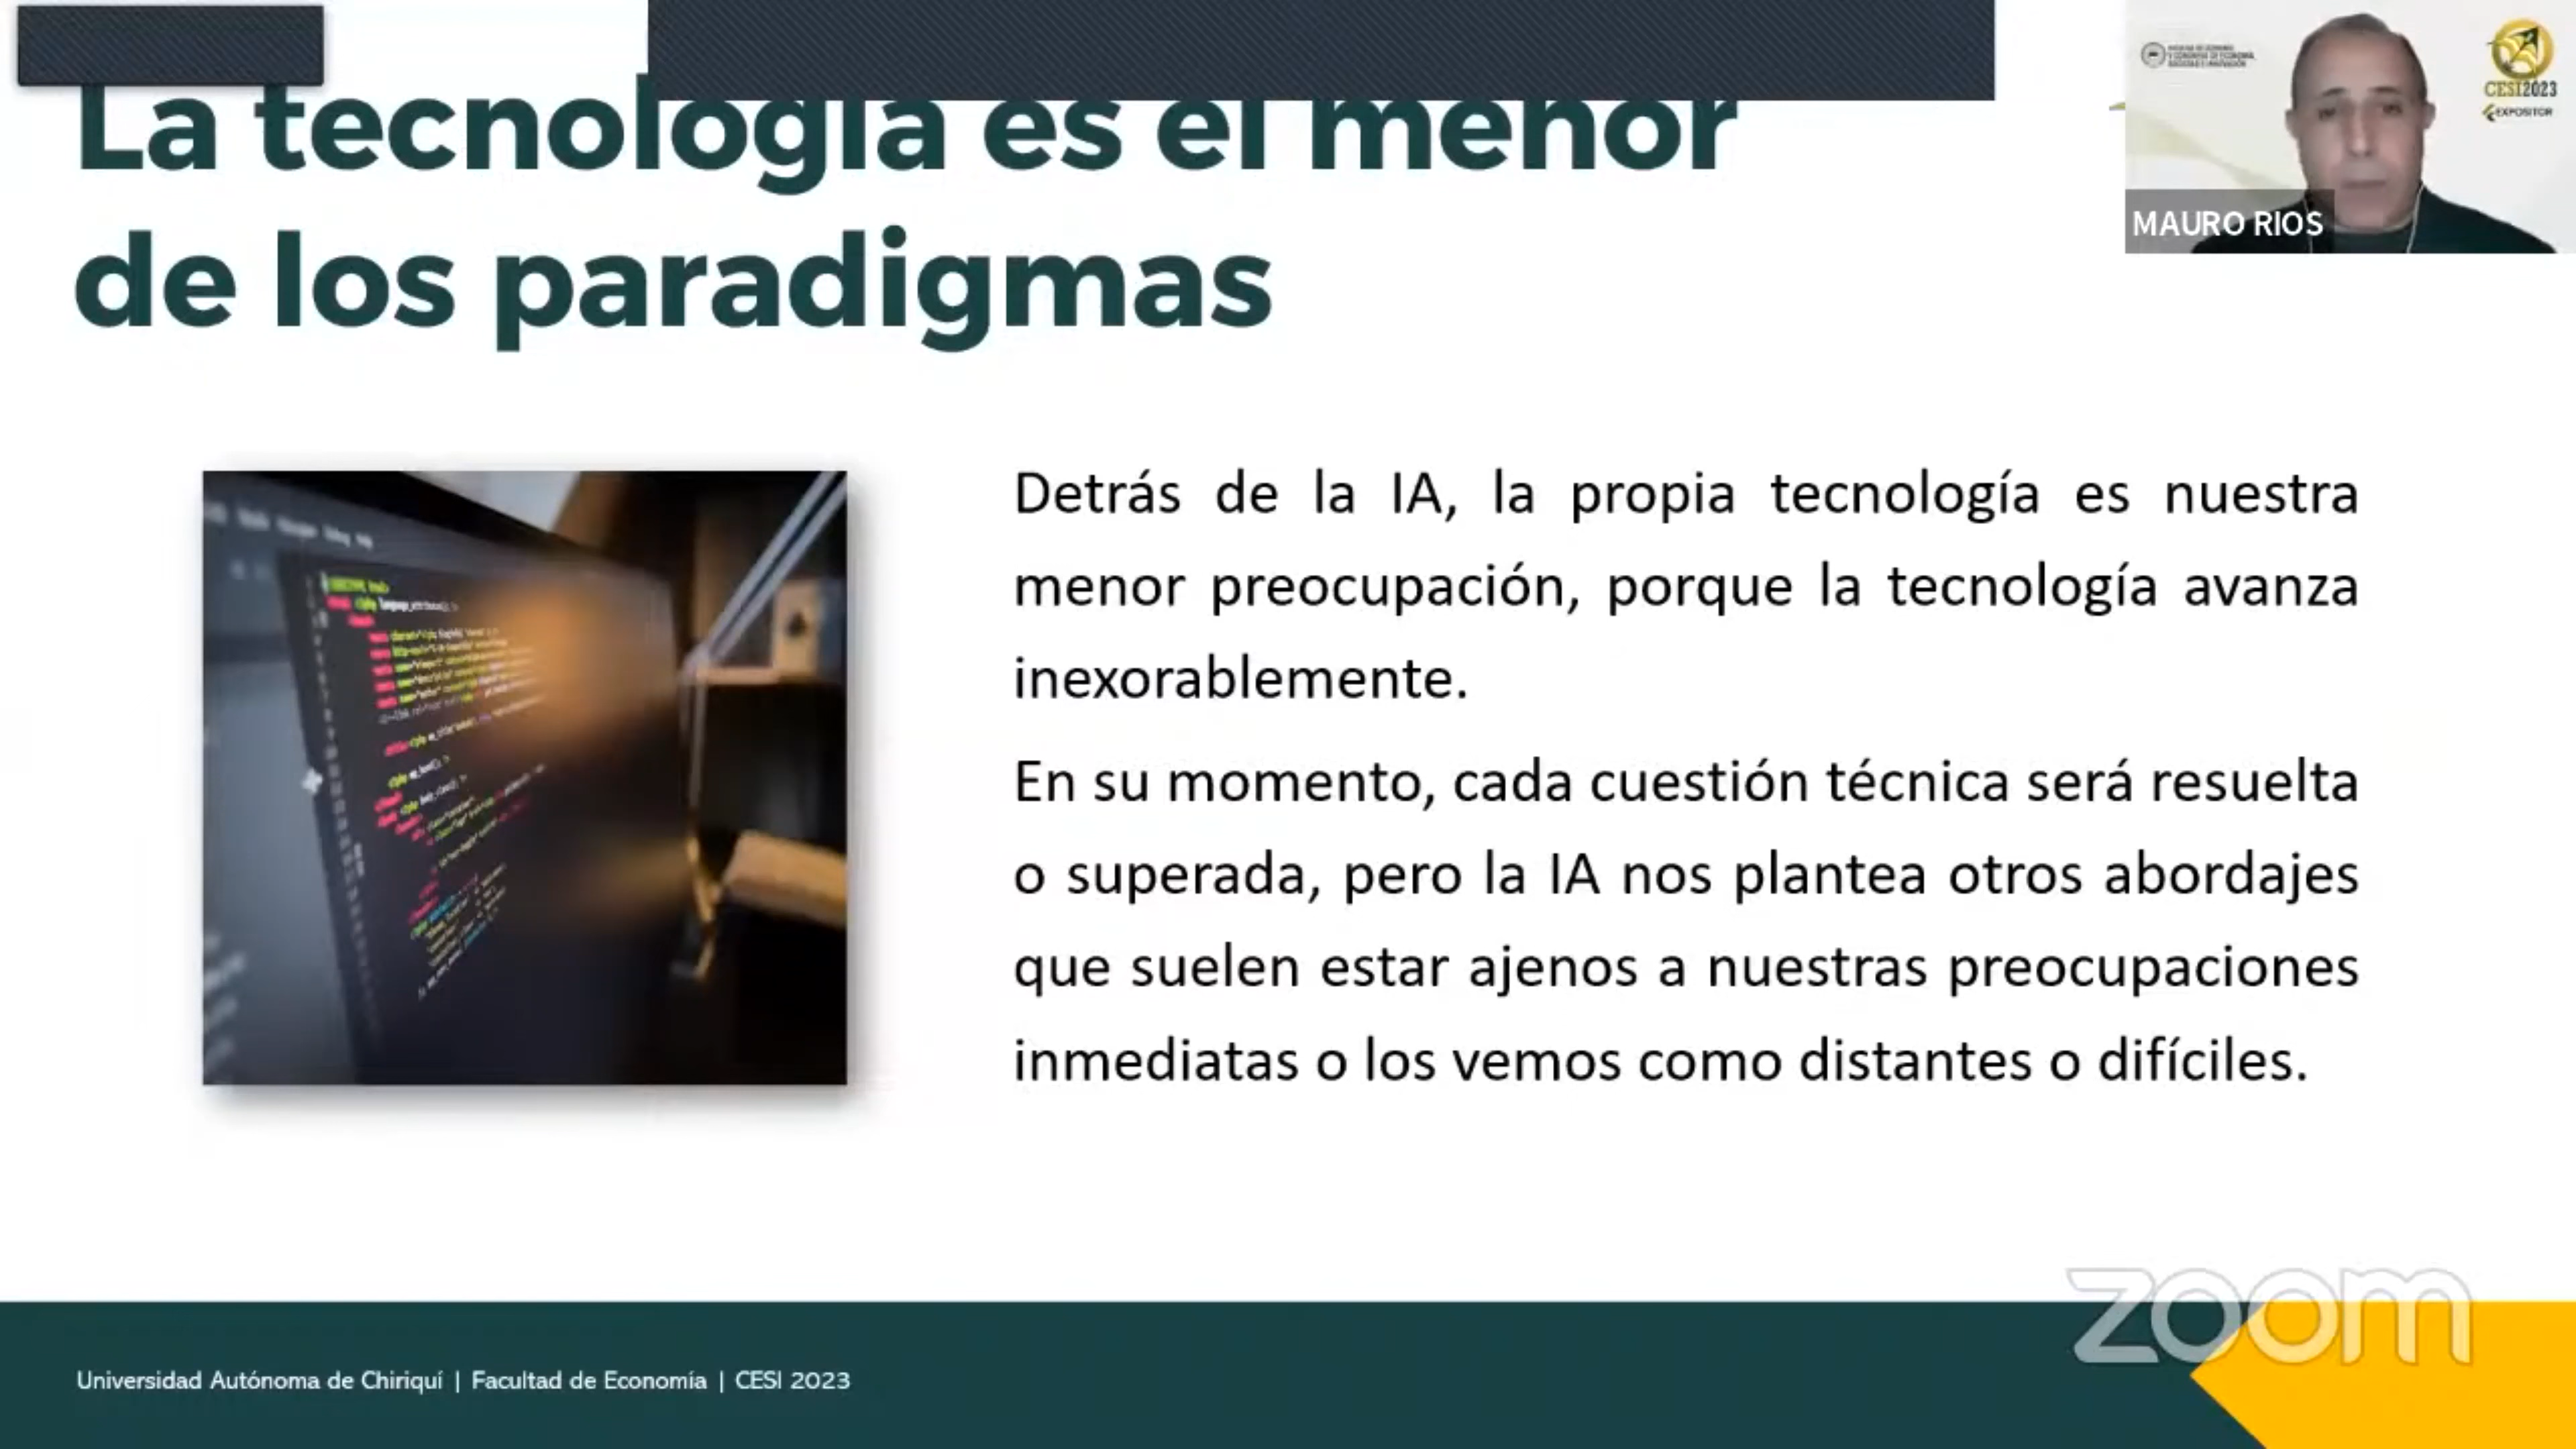 La tecnología es el menor
de los paradigmas
CESI2023
EXPOSITOR
MAURO RIOS
Detrás de la IA, la propia tecnología es nuestra
menor preocupación, porque la tecnología avanza
inexorablemente.
En su momento, cada cuestión técnica será resuelta
o superada, pero la IA nos plantea otros abordajes
que suelen estar ajenos a nuestras preocupaciones
inmediatas o los vemos como distantes o difíciles.
zoom
Universidad Autónoma de Chiriquí | Facultad de Economía | CESI 2023